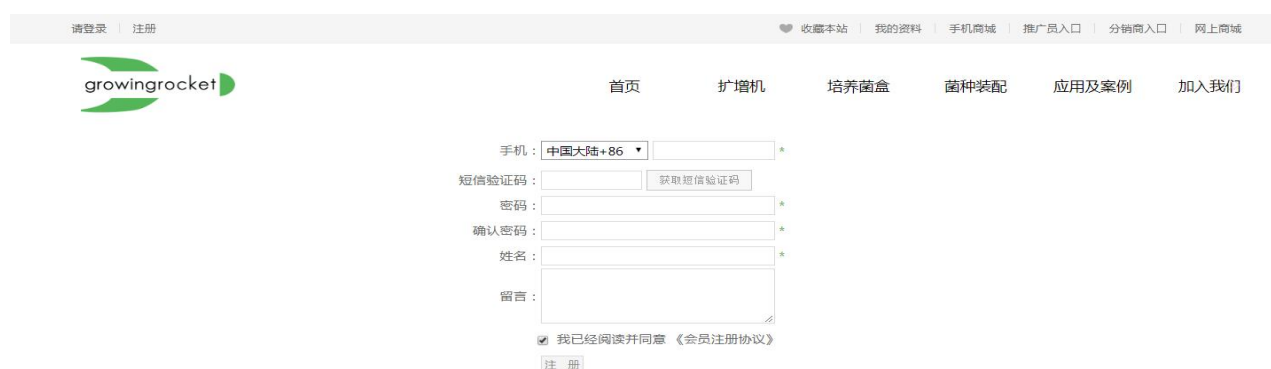 请登录 注册 收藏本站 我的资料 手机商城 推广员入口 分销商入口 网上商城
growingrocket 首页 扩增机 培养菌盒 菌种装配 应用及案例 加入我们
手机： 中国大陆+86 *
短信验证码： 获取短信验证码
密码： *
确认密码： *
姓名： *
留言：
我已经阅读并同意 《会员注册协议》
注 册